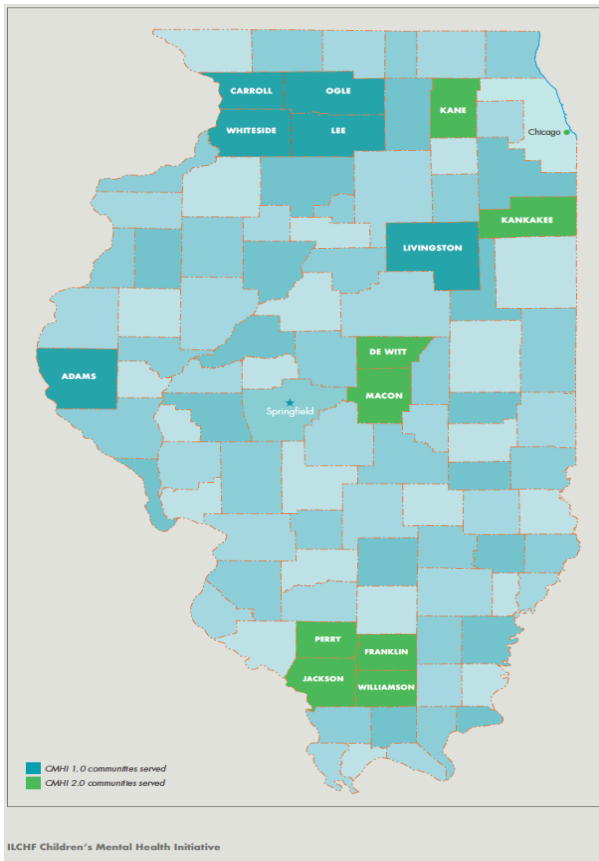 CARROLL
OGLE
KANE
WHITESIDE
LEE
Chicago
KANKAKEE
LIVINGSTON
DE WITT
ADAMS
MACON
Springfield
PERRY
FRANKLIN
JACKSON
WILLIAMSON
CMHI 1.0 communities served
CMHI 2.0 communities served
ILCHF Children's Mental Health Initiative